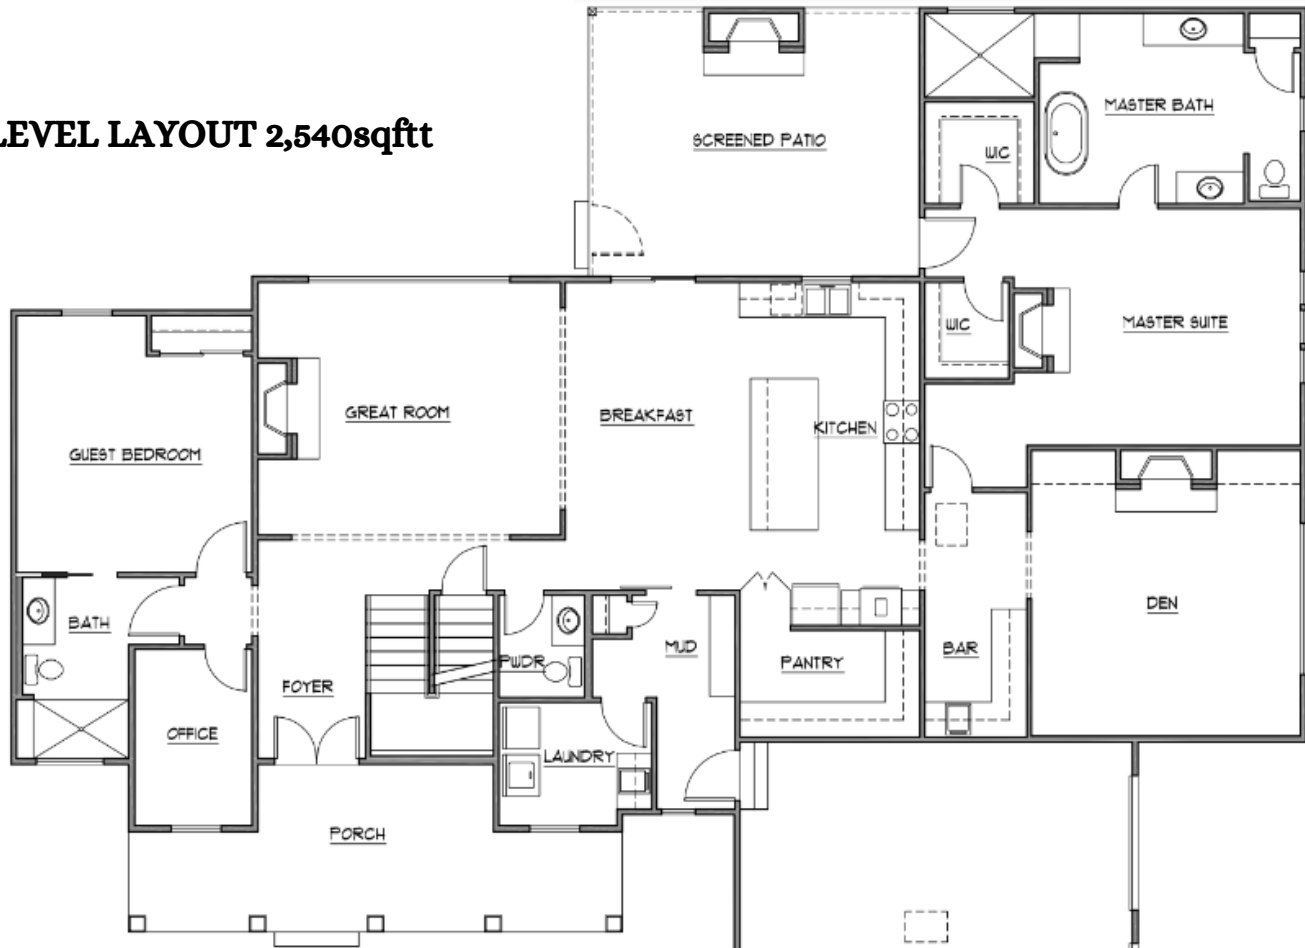 LEVEL LAYOUT 2,540sqftt
SCREENED PATIO
MASTER BATH
WIC
WIC
MASTER SUITE
GREAT ROOM
BREAKFAST
KITCHEN
GUEST BEDROOM
BATH
DEN
MUD
PWDR
PANTRY
BAR
FOYER
OFFICE
LAUNDRY
PORCH